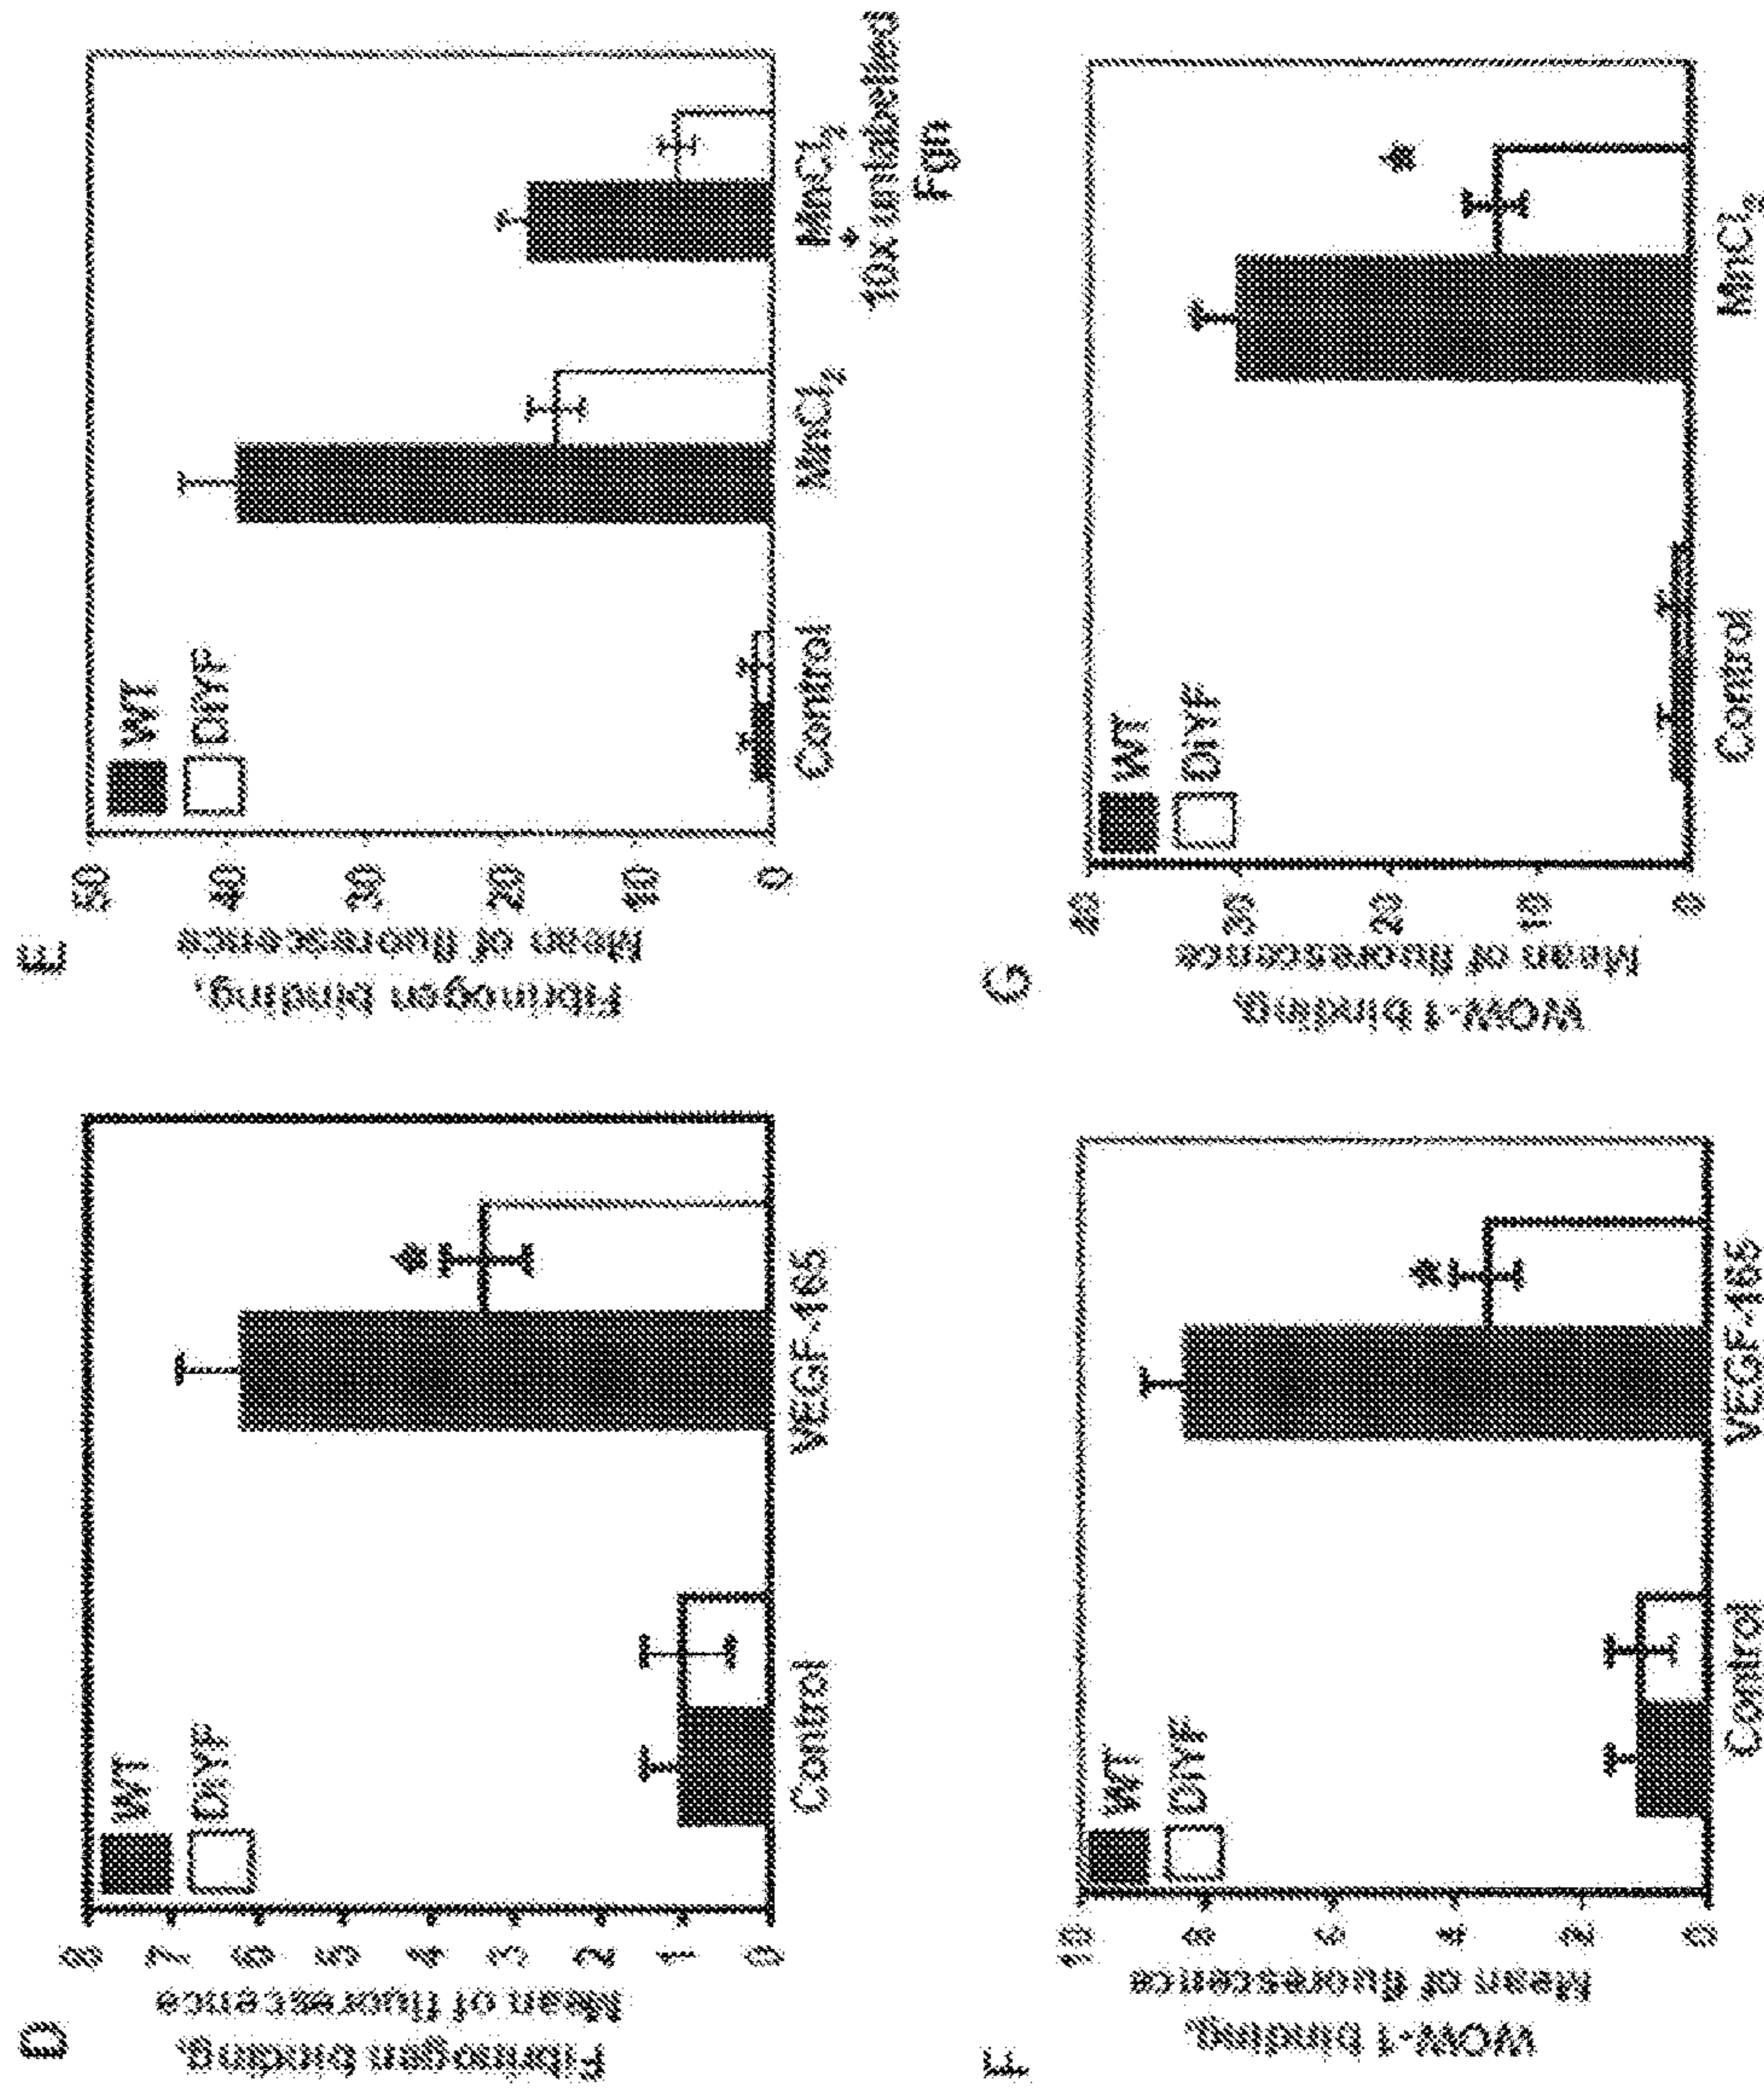 D
Fibrinogen binding,
Mean of fluorescence
8
7
6
5
4
3
2
1
0
WT
DiYF
Control
VEGF-165
E
Fibrinogen binding,
Mean of fluorescence
50
40
30
20
10
0
WT
DiYF
Control
MnCl2
MnCl2
+
10x unlabelled
Fgn
*
F
WOW-1 binding,
Mean of fluorescence
10
8
6
4
2
0
WT
DiYF
*
Control
VEGF-165
G
WOW-1 binding,
Mean of fluorescence
40
30
20
10
0
WT
DiYF
*
Control
MnCl2